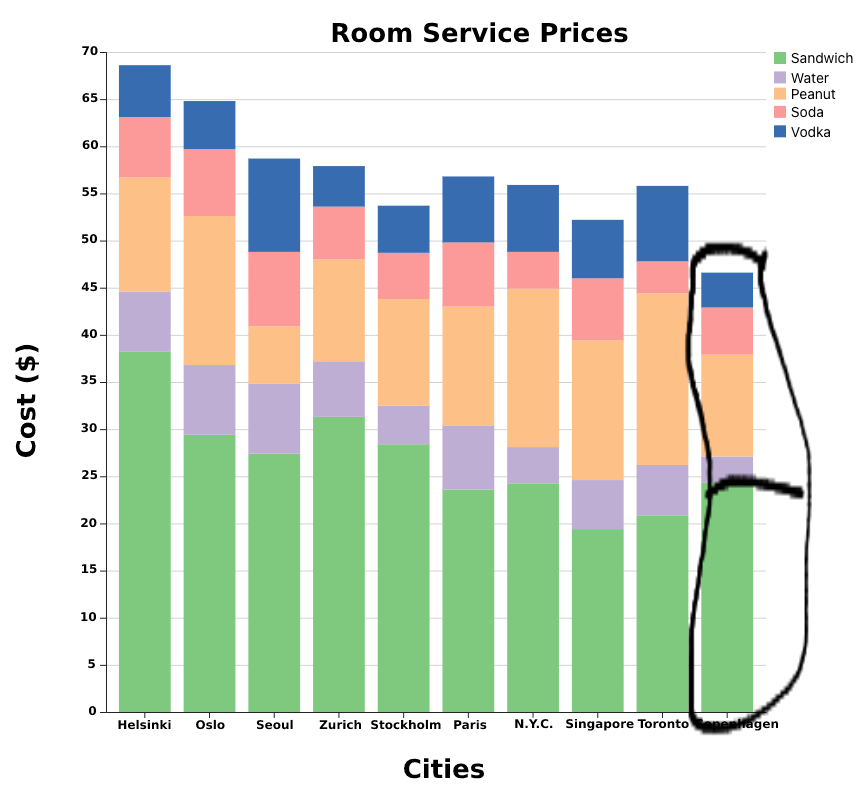 Room Service Prices
70
65
60
55
50
45
40
35
30
25
20
15
10
5
0
Cost ($)
Sandwich
Water
Peanut
Soda
Vodka
Helsinki Oslo Seoul Zurich Stockholm Paris N.Y.C. Singapore Toronto Copenhagen
Cities